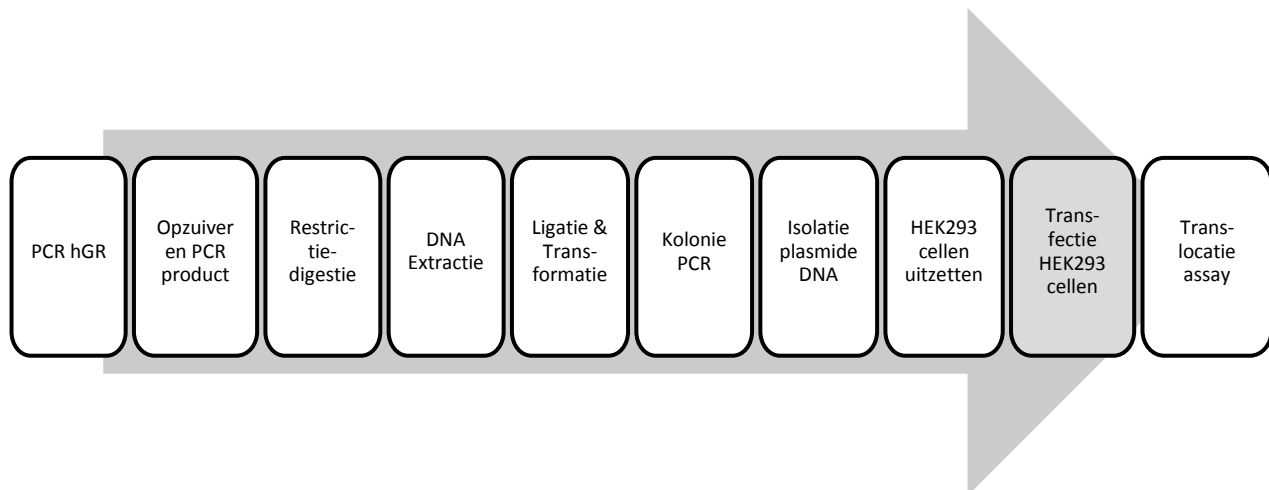 PCR hGR
Opzuiver
en PCR
product
Restric-
tie-
digestie
DNA
Extractie
Ligatie &
Trans-
formatie
Kolonie
PCR
Isolatie
plasmide
DNA
HEK293
cellen
uitzetten
Trans-
fectie
HEK293
cellen
Trans-
locatie
assay